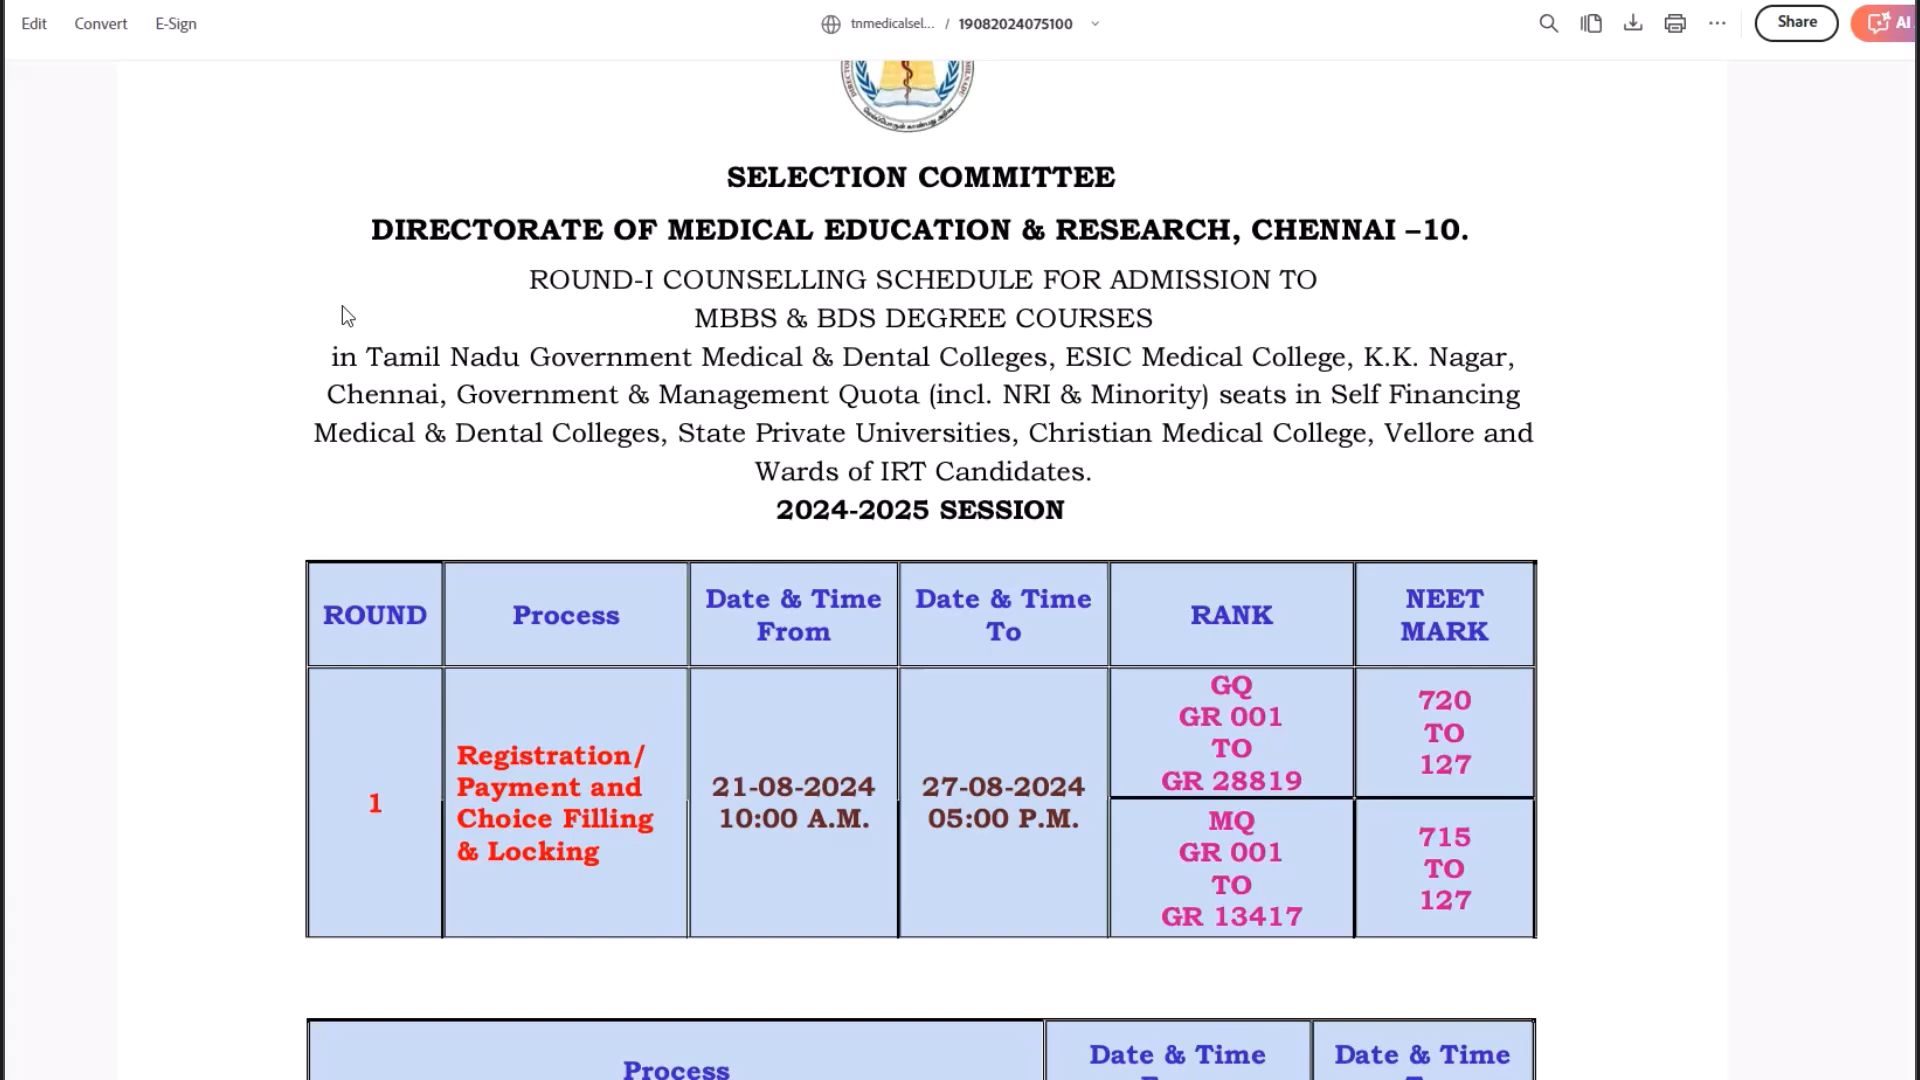 Edit Convert E-Sign tnmedicalsel... / 19082024075100 Share AI
SELECTION COMMITTEE
DIRECTORATE OF MEDICAL EDUCATION & RESEARCH, CHENNAI –10.
ROUND-I COUNSELLING SCHEDULE FOR ADMISSION TO
MBBS & BDS DEGREE COURSES
in Tamil Nadu Government Medical & Dental Colleges, ESIC Medical College, K.K. Nagar,
Chennai, Government & Management Quota (incl. NRI & Minority) seats in Self Financing
Medical & Dental Colleges, State Private Universities, Christian Medical College, Vellore and
Wards of IRT Candidates.
2024-2025 SESSION
ROUND
Process
Date & Time
From
Date & Time
To
RANK
NEET
MARK
1
Registration/
Payment and
Choice Filling
& Locking
21-08-2024
10:00 A.M.
27-08-2024
05:00 P.M.
GQ
GR 001
TO
GR 28819
720
TO
127
MQ
GR 001
TO
GR 13417
715
TO
127
Process
Date & Time
Date & Time